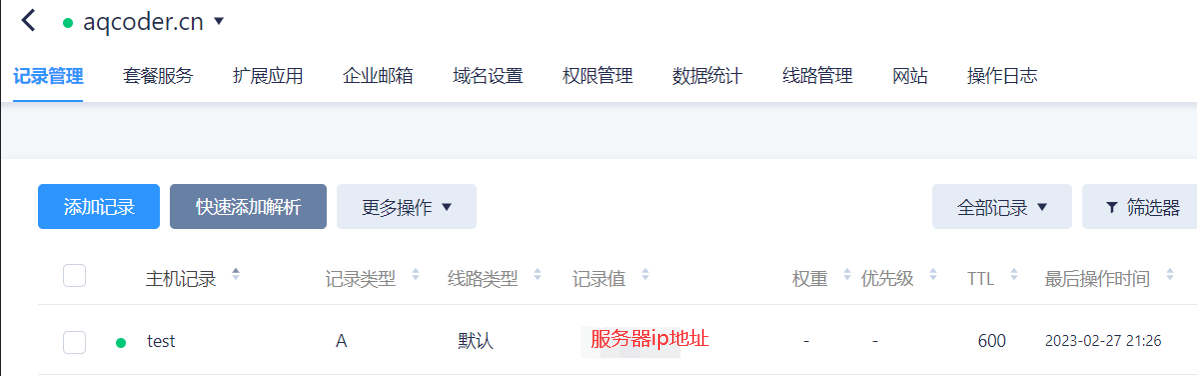 aqcoder.cn
记录管理 套餐服务 扩展应用 企业邮箱 域名设置 权限管理 数据统计 线路管理 网站 操作日志
添加记录 快速添加解析 更多操作 全部记录 筛选器
主机记录 记录类型 线路类型 记录值 权重 优先级 TTL 最后操作时间
test A 默认 服务器ip地址 - - 600 2023-02-27 21:26